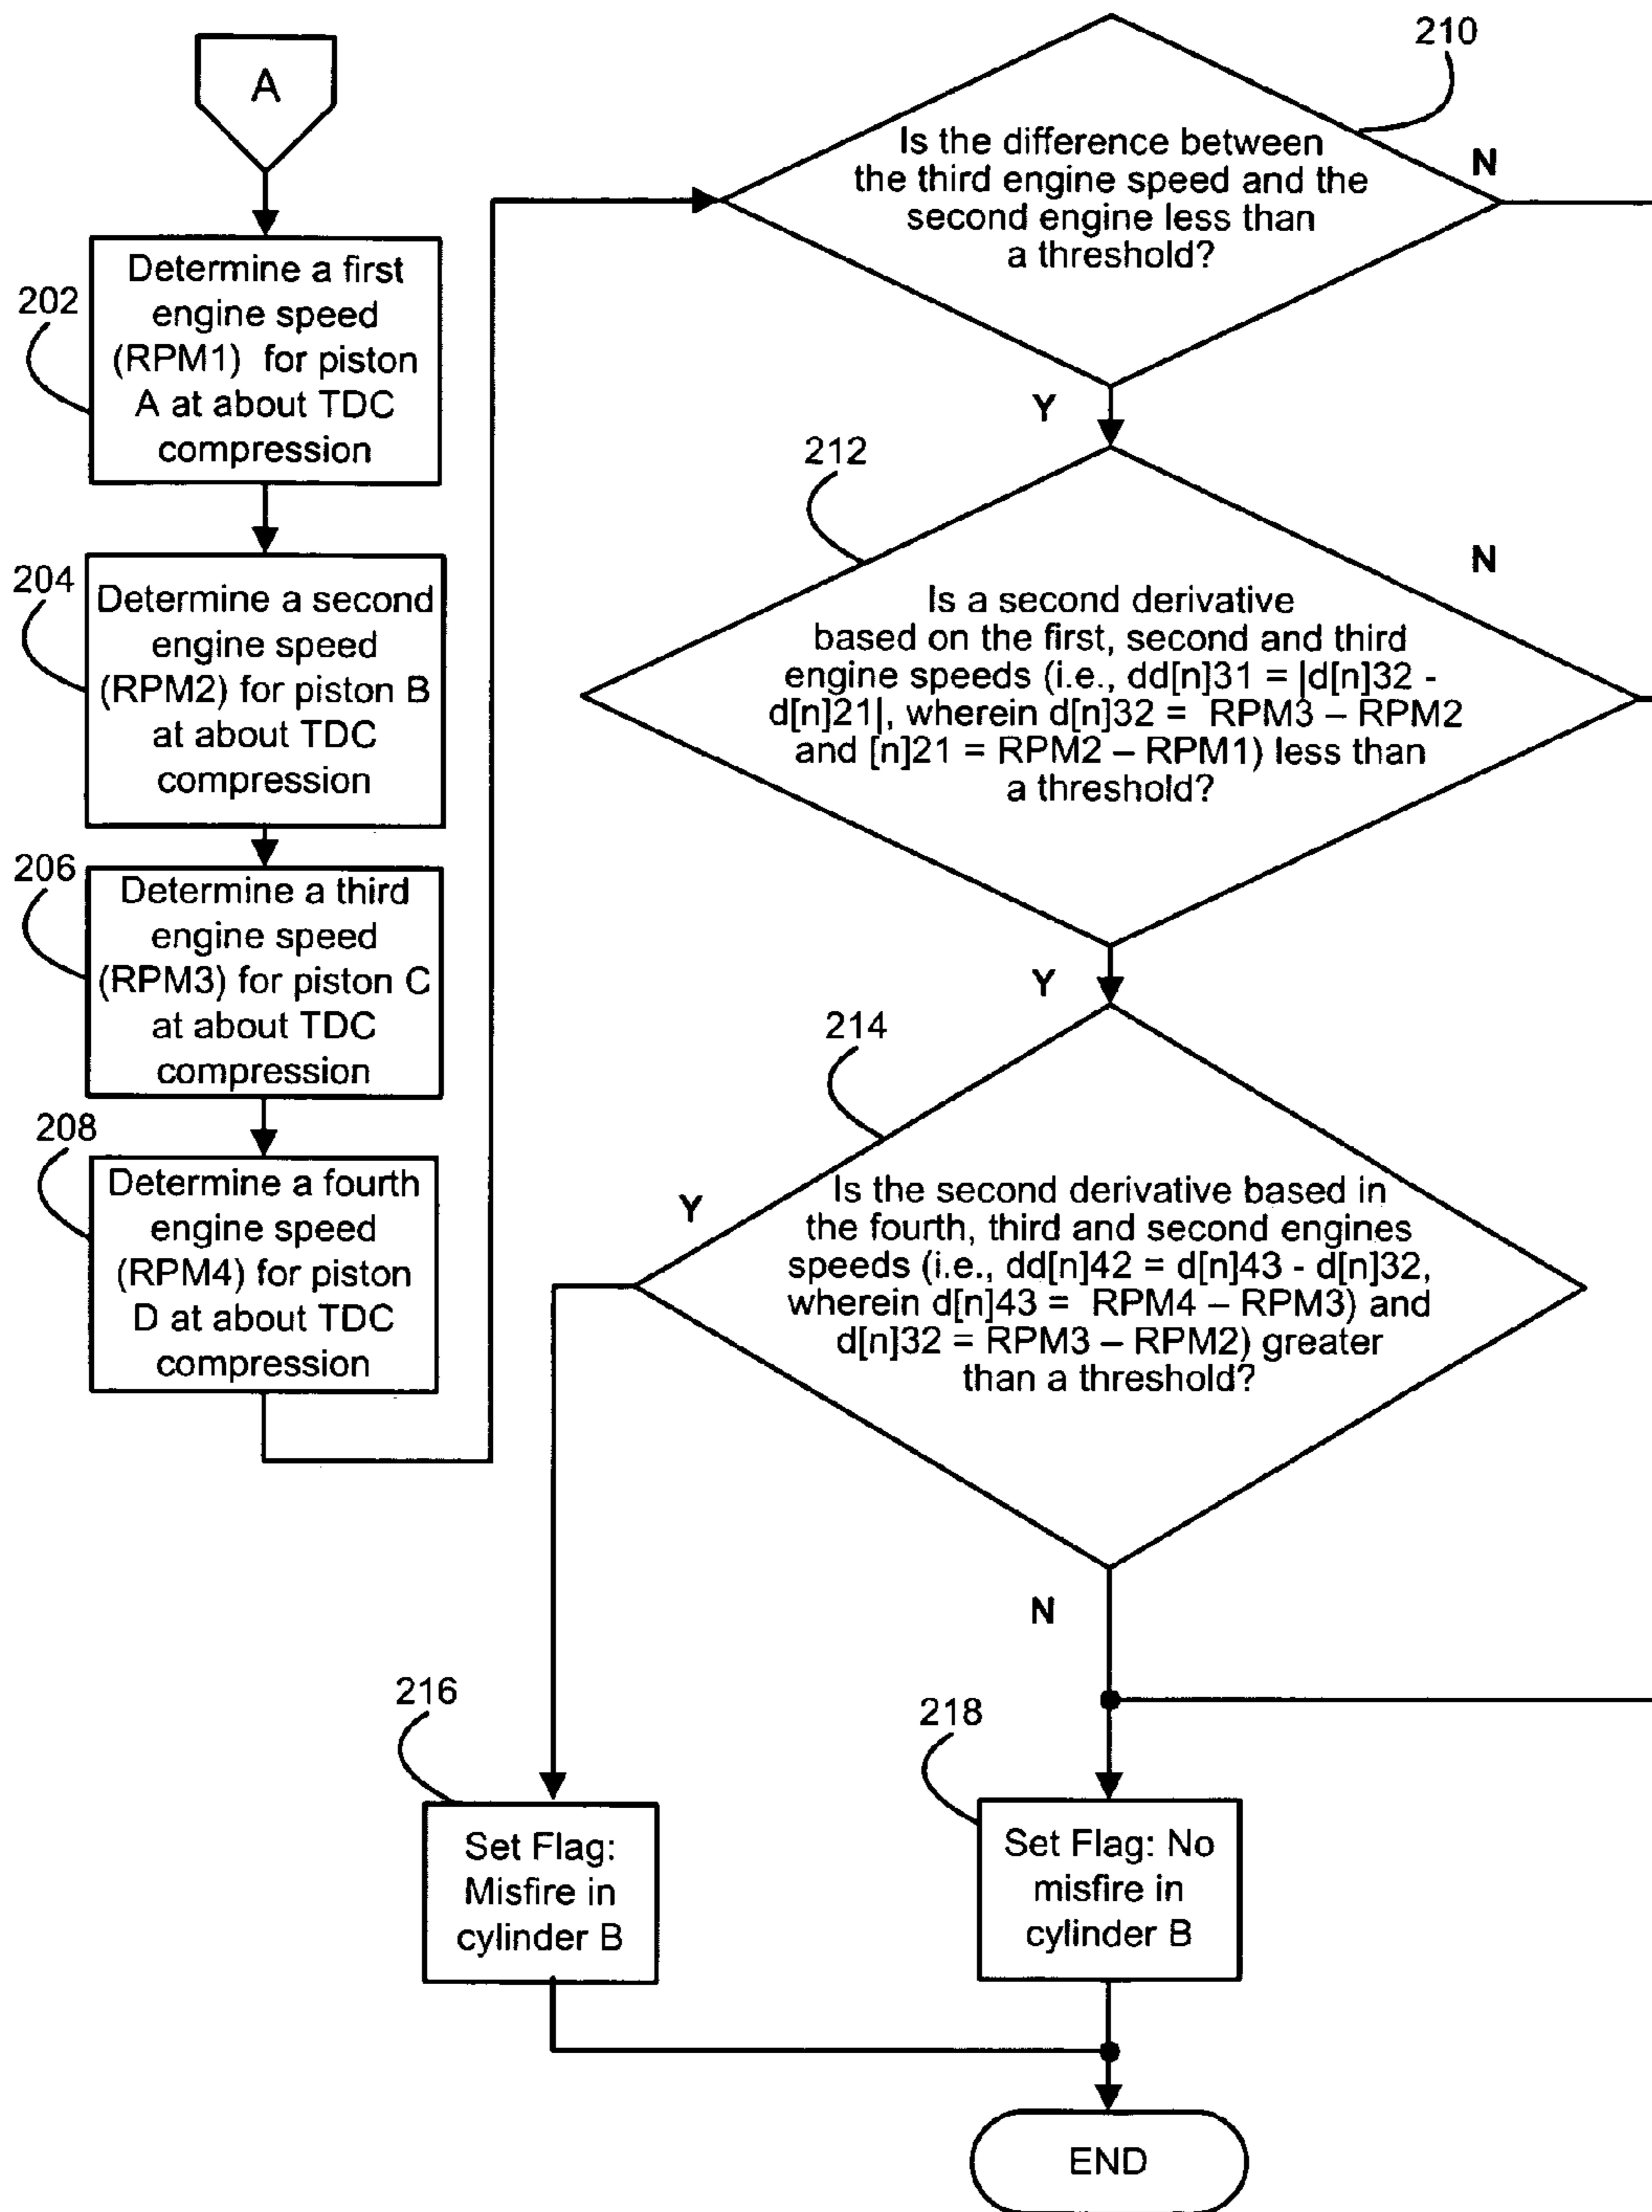 A
202
Determine a first
engine speed
(RPM1) for piston
A at about TDC
compression
204
Determine a second
engine speed
(RPM2) for piston B
at about TDC
compression
206
Determine a third
engine speed
(RPM3) for piston C
at about TDC
compression
208
Determine a fourth
engine speed
(RPM4) for piston
D at about TDC
compression
210
Is the difference between
the third engine speed and the
second engine less than
a threshold?
N
Y
212
Is a second derivative
based on the first, second and third
engine speeds (i.e., dd[n]31 = |d[n]32 -
d[n]21|, wherein d[n]32 = RPM3 – RPM2
and [n]21 = RPM2 – RPM1) less than
a threshold?
N
Y
214
Is the second derivative based in
the fourth, third and second engines
speeds (i.e., dd[n]42 = d[n]43 - d[n]32,
wherein d[n]43 = RPM4 – RPM3) and
d[n]32 = RPM3 – RPM2) greater
than a threshold?
Y
N
216
Set Flag:
Misfire in
cylinder B
218
Set Flag: No
misfire in
cylinder B
END